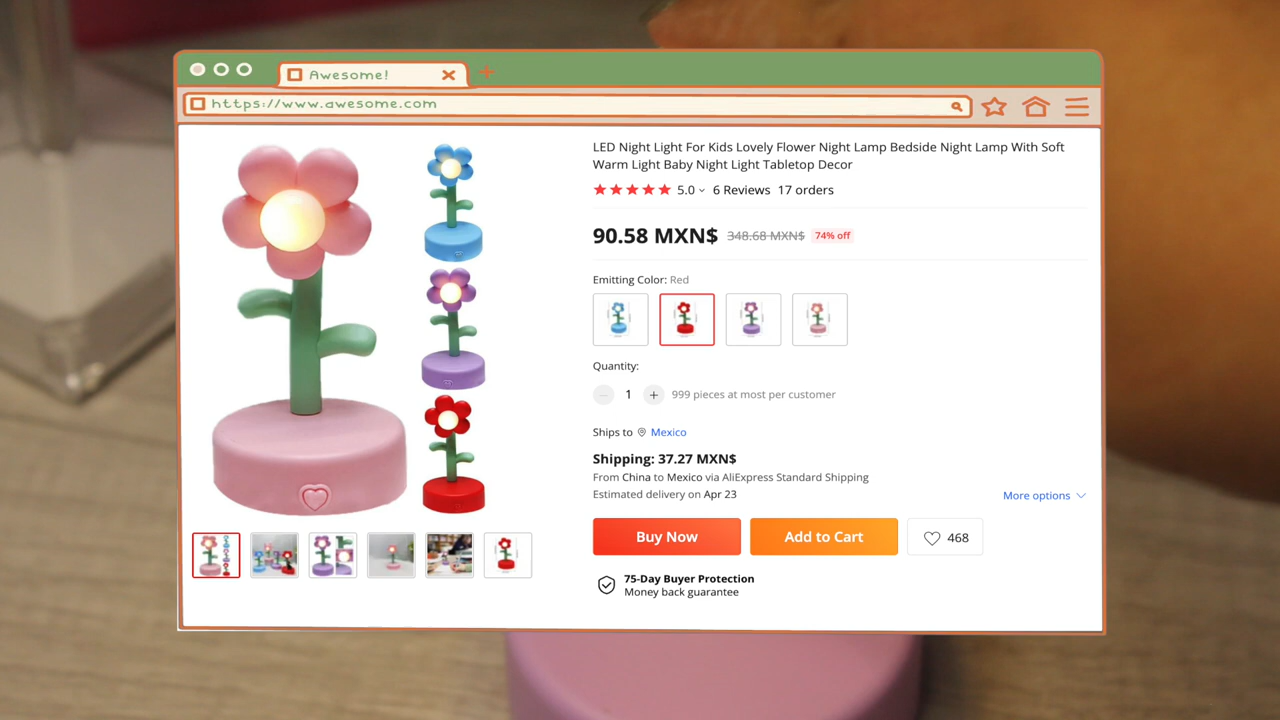 Awesome!
https://www.awesome.com
LED Night Light For Kids Lovely Flower Night Lamp Bedside Night Lamp With Soft
Warm Light Baby Night Light Tabletop Decor
5.0 6 Reviews 17 orders
90.58 MXN$ 348.68 MXN$ 74% off
Emitting Color: Red
Quantity:
1 999 pieces at most per customer
Ships to Mexico
Shipping: 37.27 MXN$
From China to Mexico via AliExpress Standard Shipping
Estimated delivery on Apr 23
More options
Buy Now Add to Cart 468
75-Day Buyer Protection
Money back guarantee